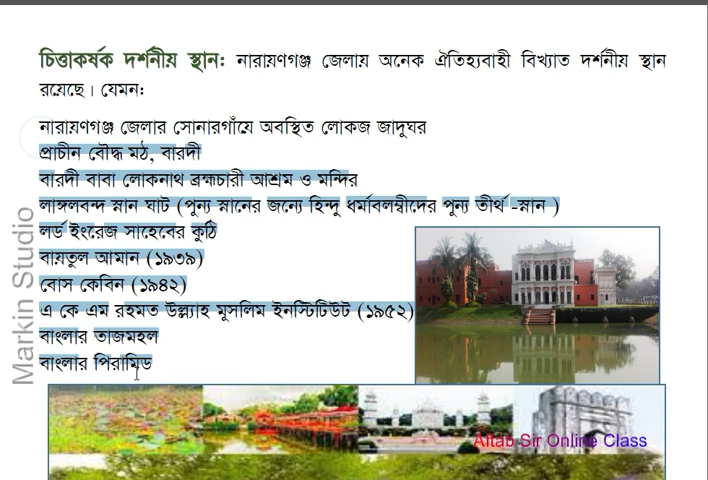 চিত্তাকর্ষক দর্শনীয় স্থান: নারায়ণগঞ্জ জেলায় অনেক ঐতিহ্যবাহী বিখ্যাত দর্শনীয় স্থান
রয়েছে। যেমন:
নারায়ণগঞ্জ জেলার সোনারগাঁয়ে অবস্থিত লোকজ জাদুঘর
প্রাচীন বৌদ্ধ মঠ, বারদী
বারদী বাবা লোকনাথ ব্রহ্মচারী আশ্রম ও মন্দির
লাঙ্গলবন্দ স্নান ঘাট (পুন্য স্নানের জন্যে হিন্দু ধর্মাবলম্বীদের পুন্য তীর্থ -স্নান )
লর্ড ইংরেজ সাহেবের কুঠি
বায়তুল আমান (১৯৩৯)
বোস কেবিন (১৯৪২)
এ কে এম রহমত উল্ল্যাহ মুসলিম ইনস্টিটিউট (১৯৫২)
বাংলার তাজমহল
বাংলার পিরামিড
Markin Studio
Aftab Sir Online Class